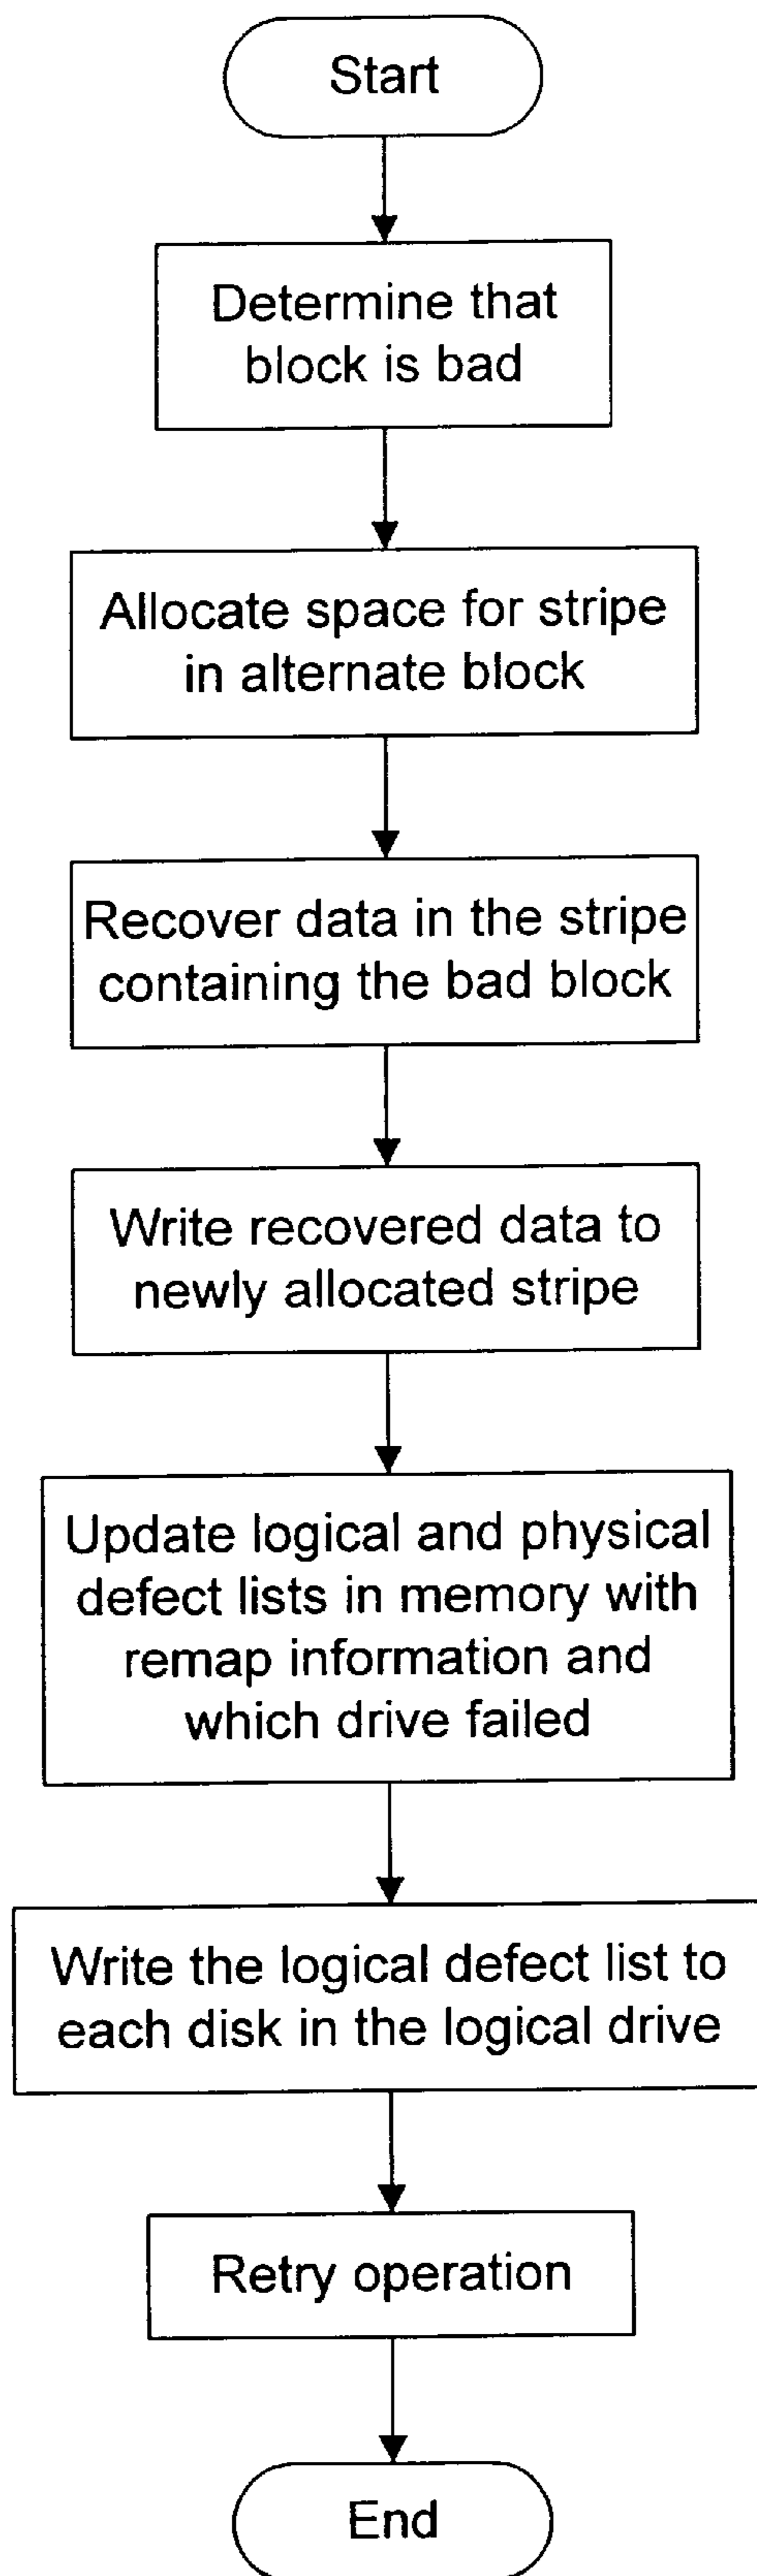 Start
Determine that
block is bad
Allocate space for stripe
in alternate block
Recover data in the stripe
containing the bad block
Write recovered data to
newly allocated stripe
Update logical and physical
defect lists in memory with
remap information and
which drive failed
Write the logical defect list to
each disk in the logical drive
Retry operation
End